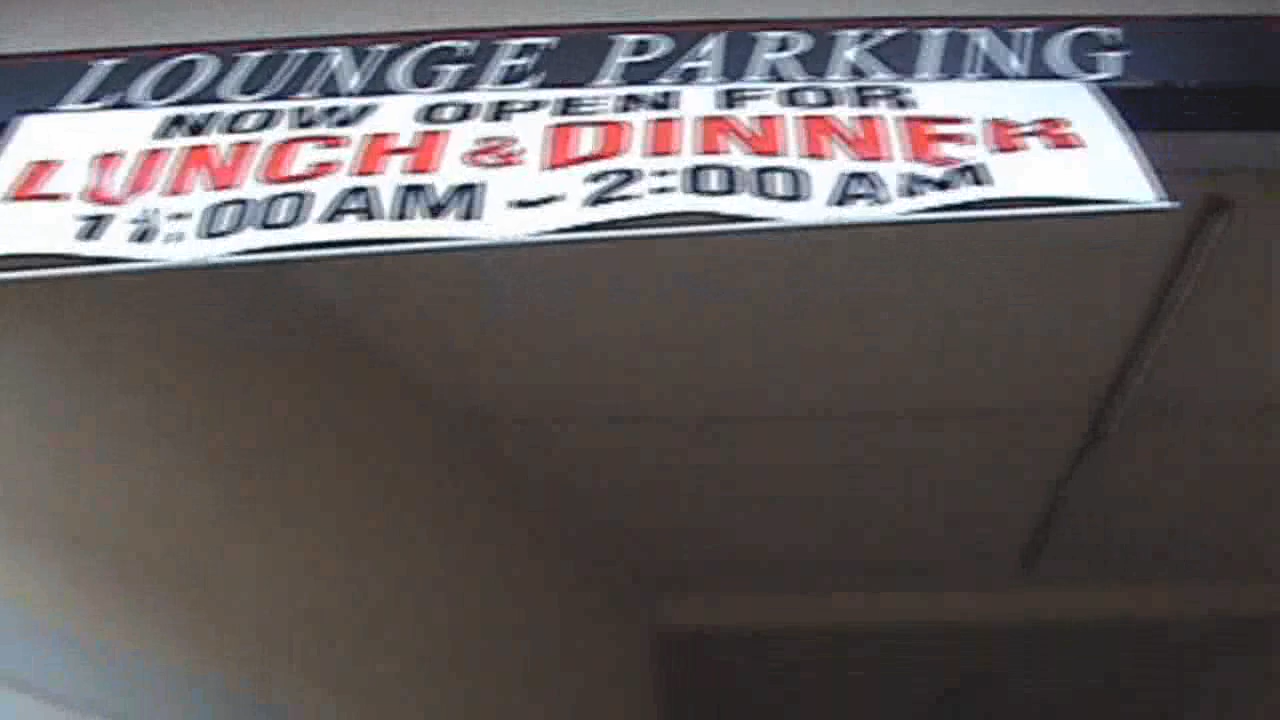 LOUNGE PARKING
NOW OPEN FOR
LUNCH & DINNER
11:00AM - 2:00AM